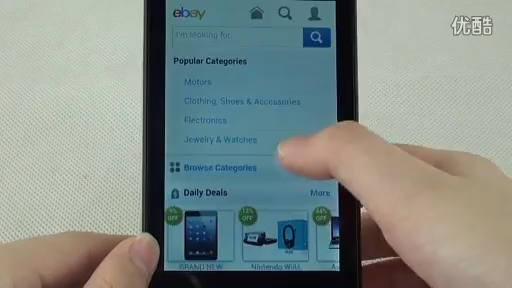 优酷
ebay
I'm looking for.
Popular Categories
Motors
Clothing, Shoes & Accessories
Electronics
Jewelry & Watches
Browse Categories
Daily Deals More
OFF
OFF
OFF
BRAND NEW Nintendo WiiU